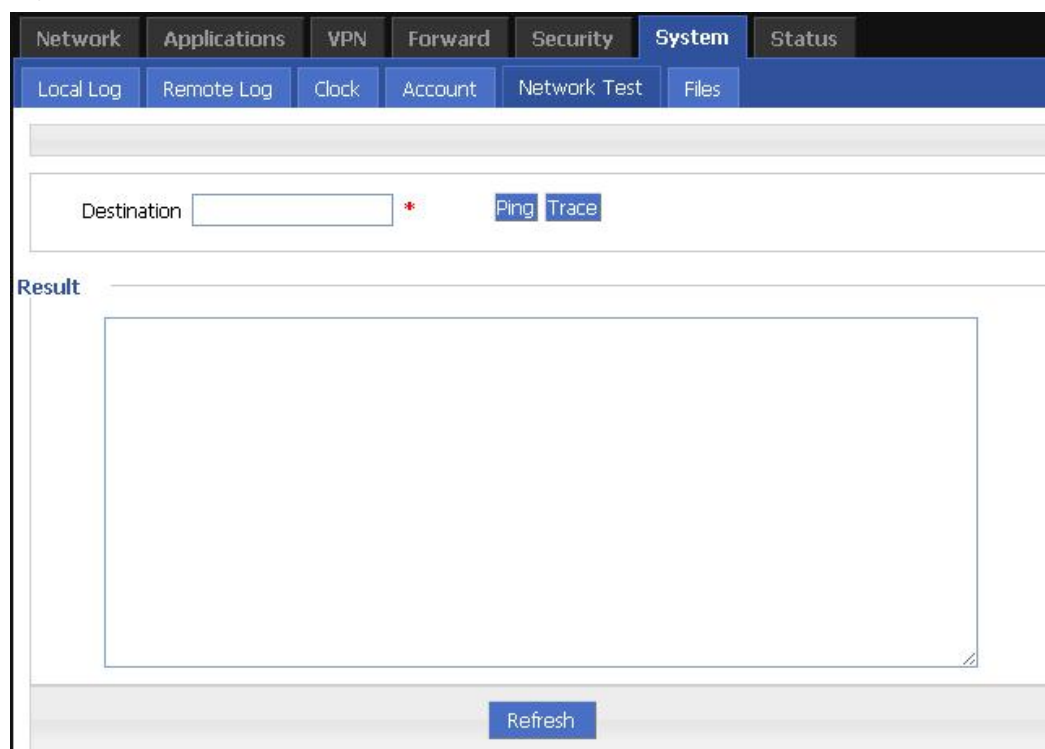 Network Applications VPN Forward Security System Status
Local Log Remote Log Clock Account Network Test Files
Destination * Ping Trace
Result
Refresh